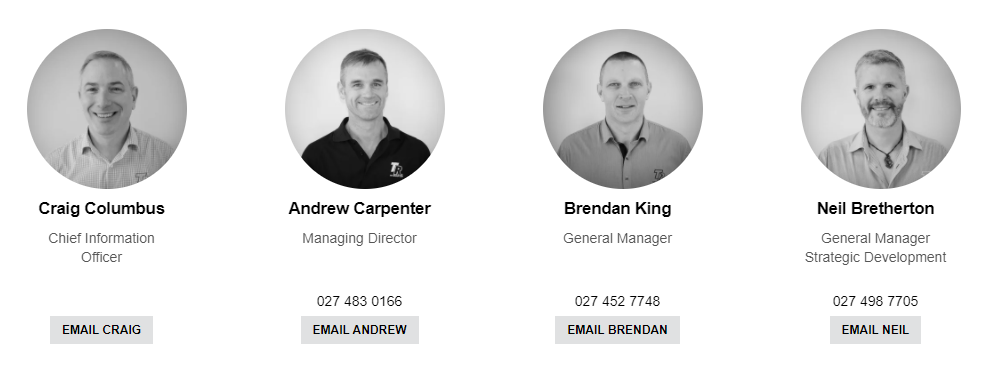 Craig Columbus
Chief Information
Officer
EMAIL CRAIG
Andrew Carpenter
Managing Director
027 483 0166
EMAIL ANDREW
Brendan King
General Manager
027 452 7748
EMAIL BRENDAN
Neil Bretherton
General Manager
Strategic Development
027 498 7705
EMAIL NEIL